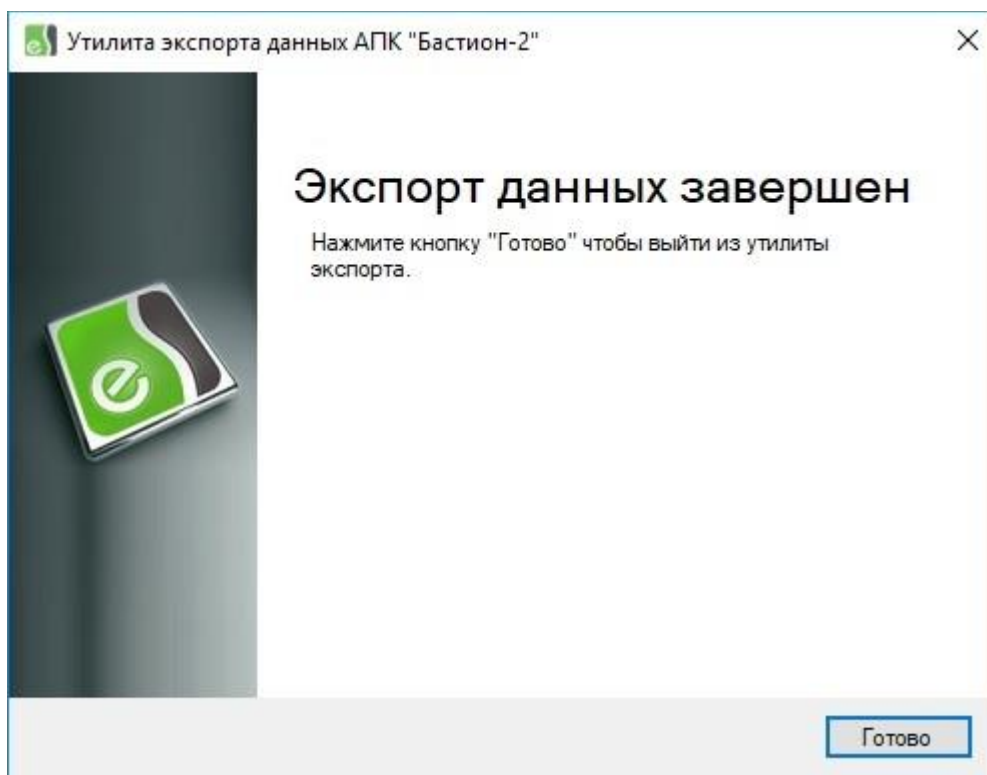 Утилита экспорта данных АПК "Бастион-2"
Экспорт данных завершен
Нажмите кнопку "Готово" чтобы выйти из утилиты
экспорта.
e
Готово